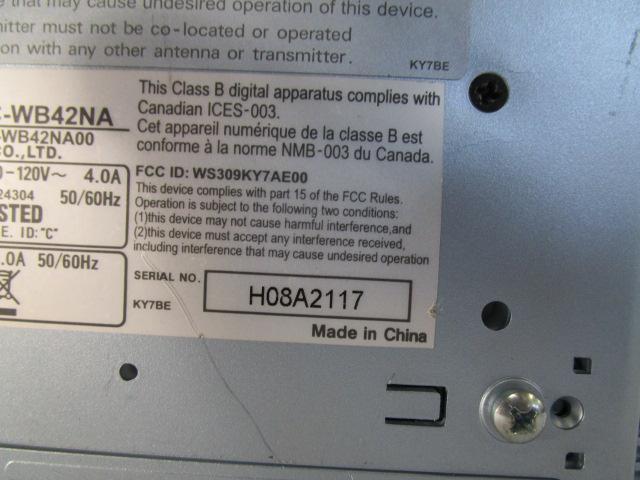 that may cause undesired operation of this device.
mitter must not be co-located or operated
on with any other antenna or transmitter.
KY7BE
-WB42NA
-WB42NA00
CO.,LTD.
0-120V～ 4.0A
24304 50/60Hz
STED
E. ID:"C"
.0A 50/60Hz
This Class B digital apparatus complies with
Canadian ICES-003.
Cet appareil numérique de la classe B est
conforme à la norme NMB-003 du Canada.
FCC ID: WS309KY7AE00
This device complies with part 15 of the FCC Rules.
Operation is subject to the following two conditions:
(1)this device may not cause harmful interference,and
(2)this device must accept any interference received,
including interference that may cause undesired operation
SERIAL NO. H08A2117
KY7BE
Made in China